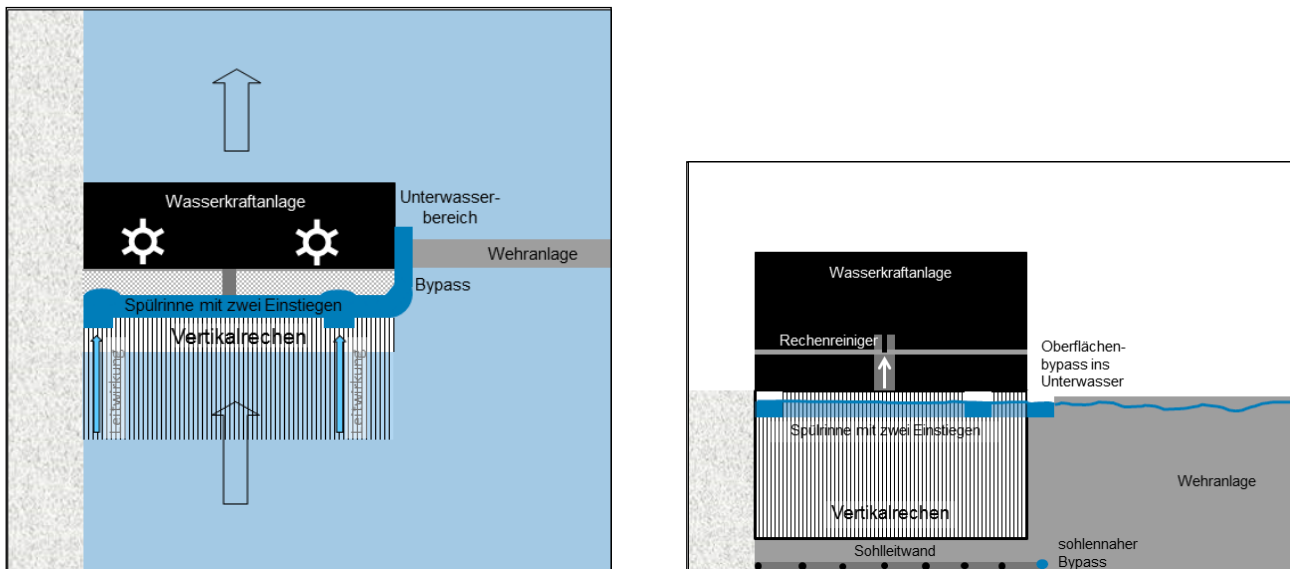 Wasserkraftanlage
Unterwasser-
bereich
Wehranlage
Bypass
Spülrinne mit zwei Einstiegen
Vertikalrechen
Leitwirkung
Leitwirkung
Wasserkraftanlage
Rechenreiniger
Oberflächen-
bypass ins
Unterwasser
Spülrinne mit zwei Einstiegen
Wehranlage
Vertikalrechen
Sohlleitwand
sohlennaher
Bypass